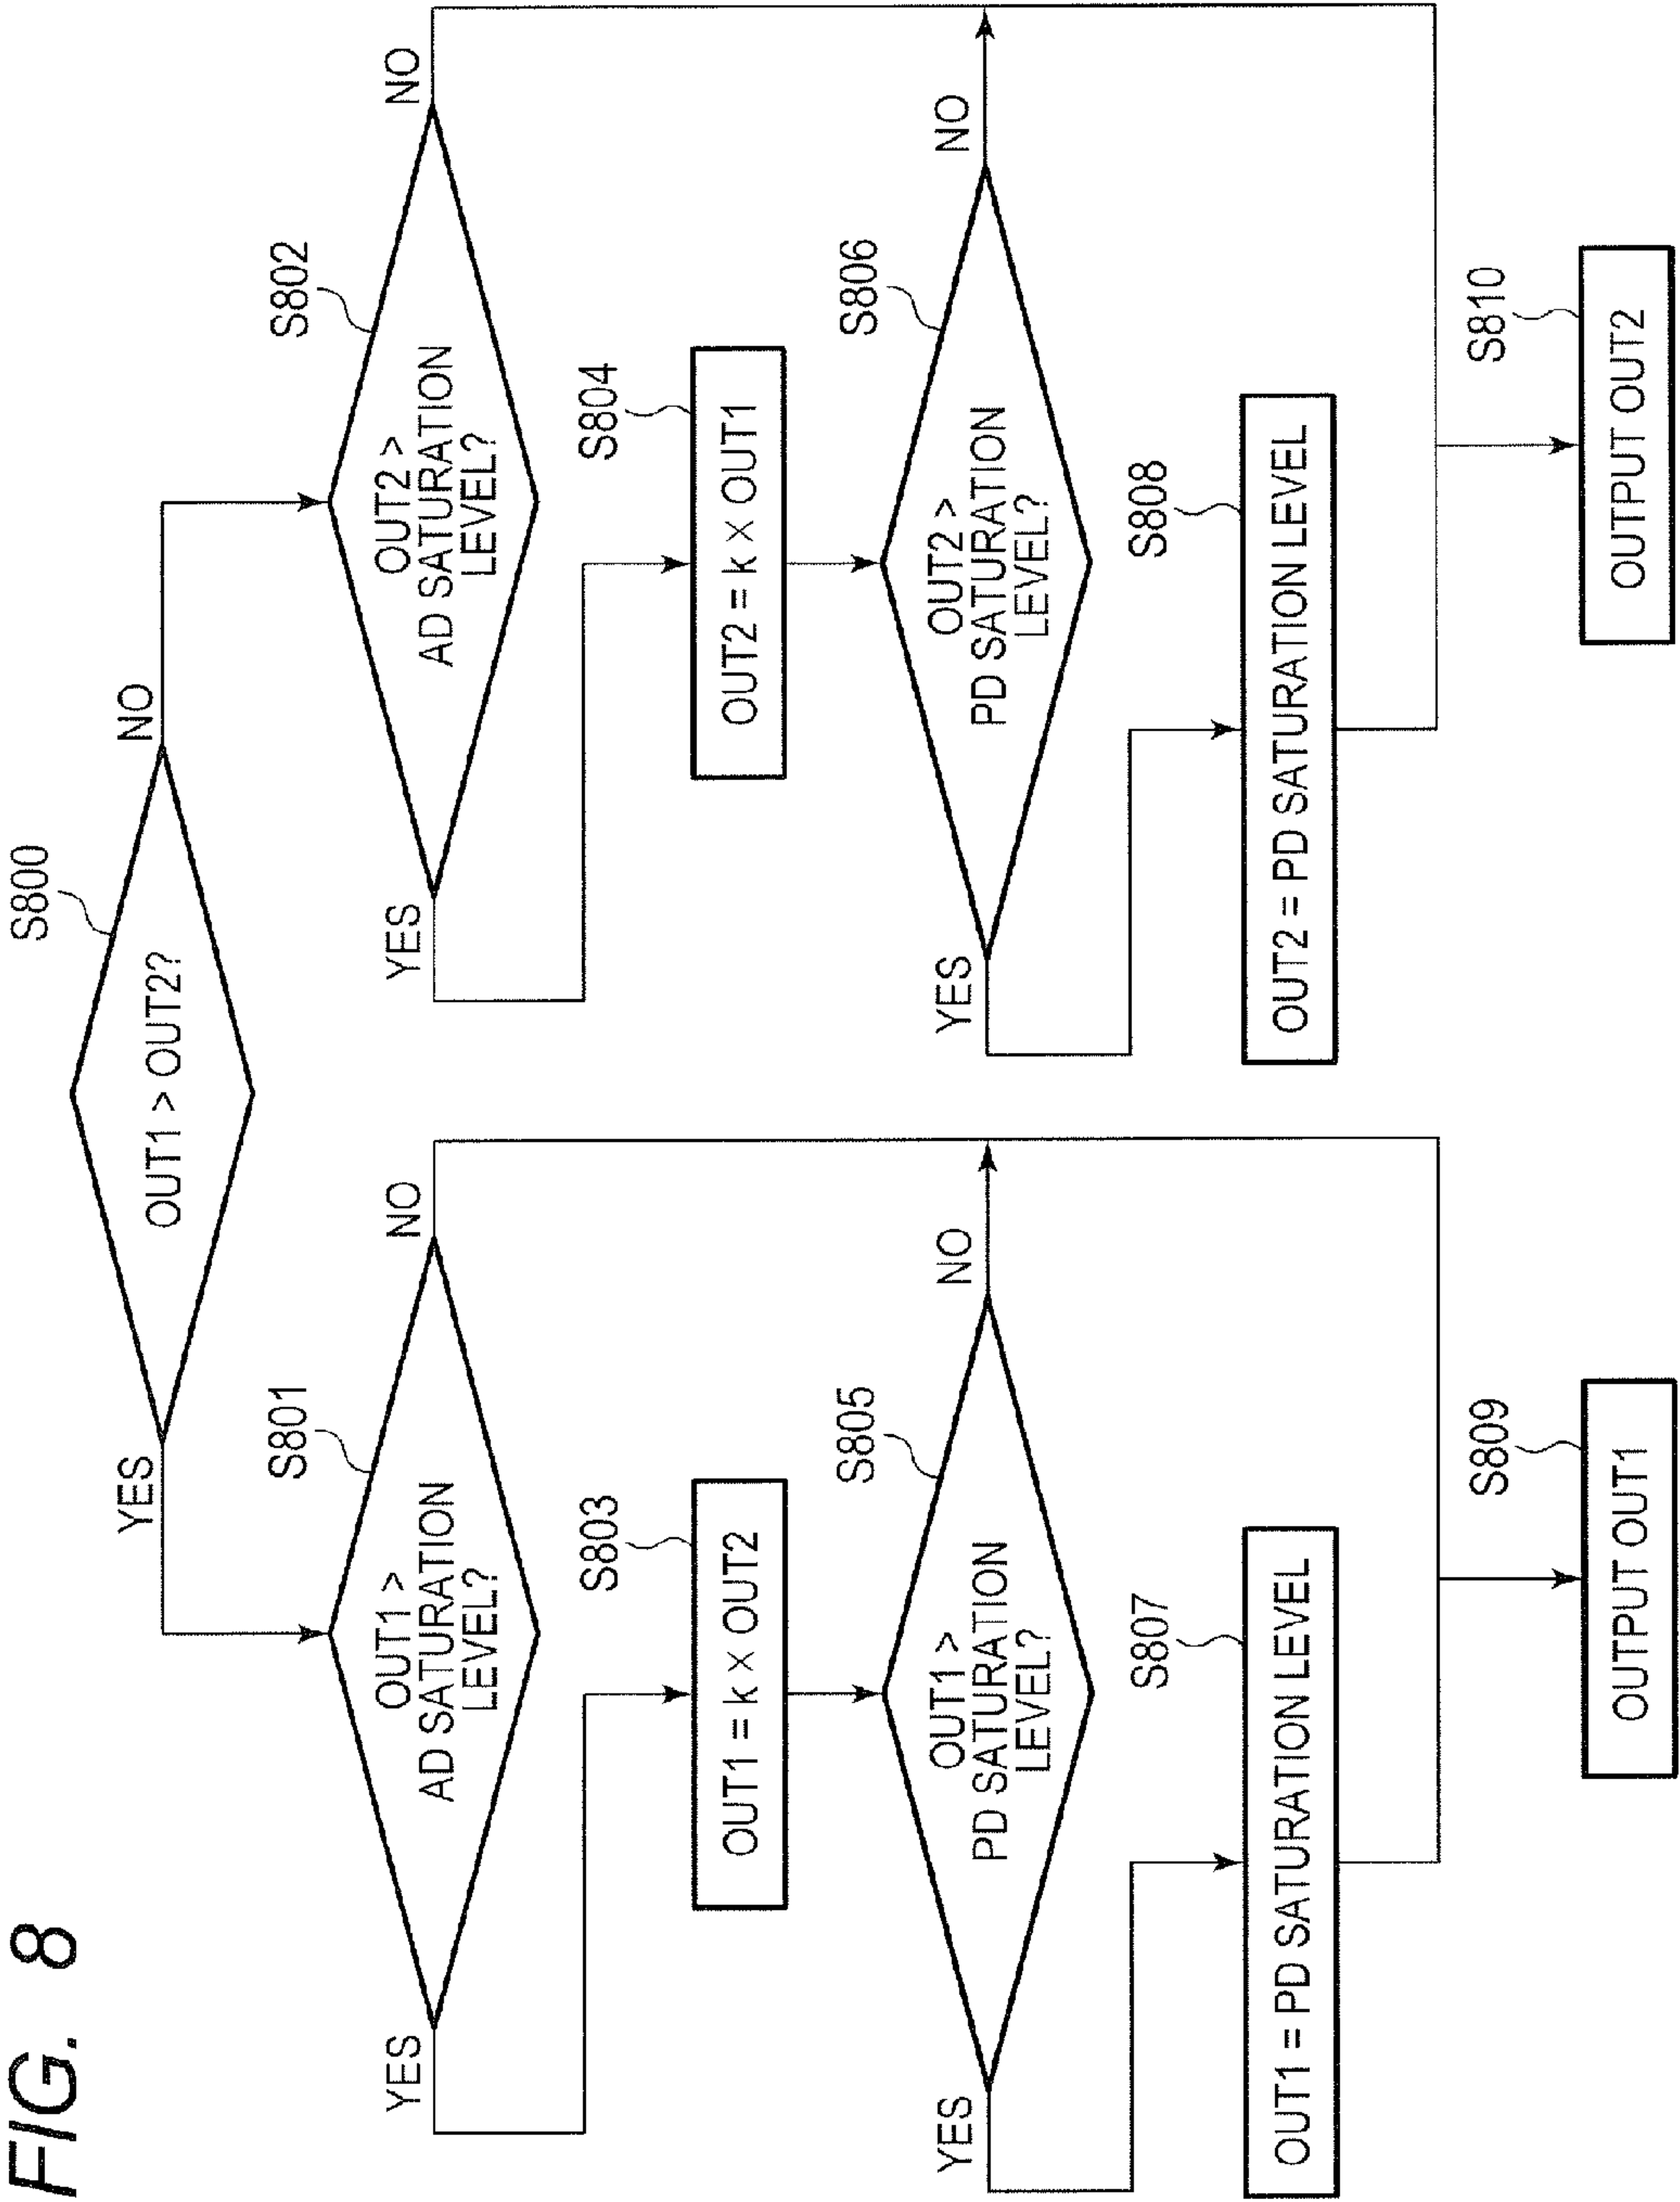 FIG. 8
S800
OUT1 > OUT2?
YES
NO
S801
OUT1 >
AD SATURATION
LEVEL?
YES
NO
S802
OUT2 >
AD SATURATION
LEVEL?
YES
NO
S803
OUT1 = k × OUT2
S804
OUT2 = k × OUT1
S805
OUT1 >
PD SATURATION
LEVEL?
YES
NO
S806
OUT2 >
PD SATURATION
LEVEL?
YES
NO
S807
OUT1 = PD SATURATION LEVEL
S808
OUT2 = PD SATURATION LEVEL
S809
OUTPUT OUT1
S810
OUTPUT OUT2